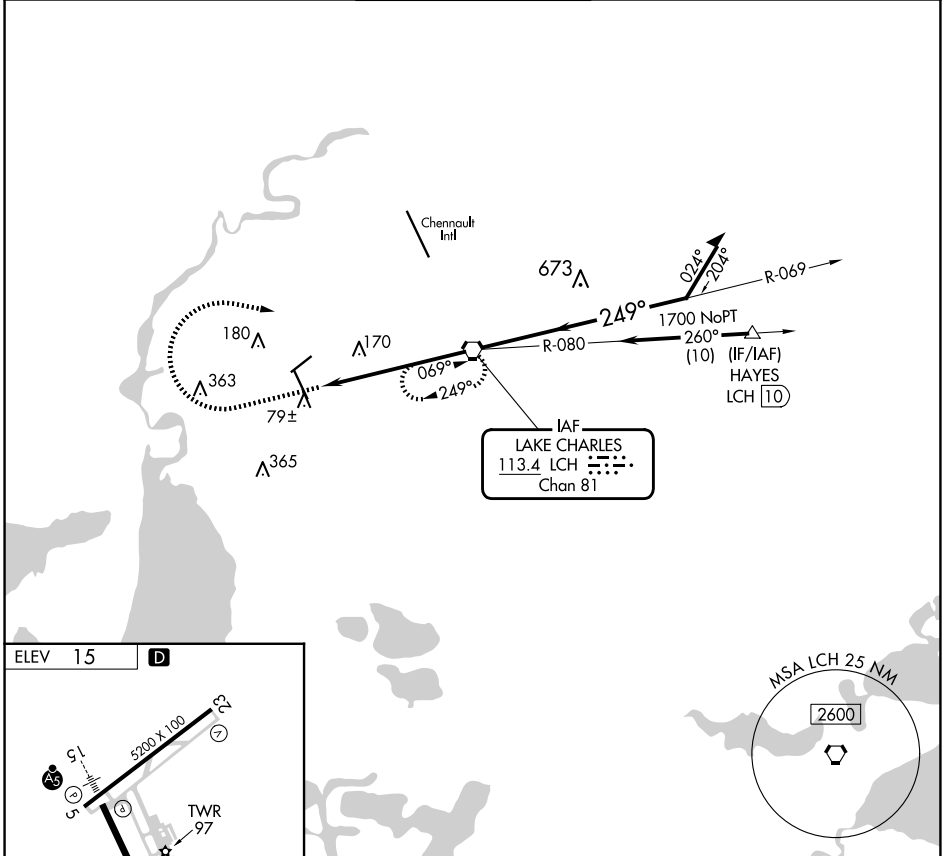 Chennault
Intl
673
024°
204°
R-069
249°
1700 NoPT
260°
(10)
R-080
(IF/IAF)
HAYES
LCH 10
180
170
069°
249°
363
79±
365
IAF
LAKE CHARLES
113.4 LCH
Chan 81
ELEV 15 D
23
5200 X 100
V
15
A5
P
5
P
TWR
97
MSA LCH 25 NM
2600